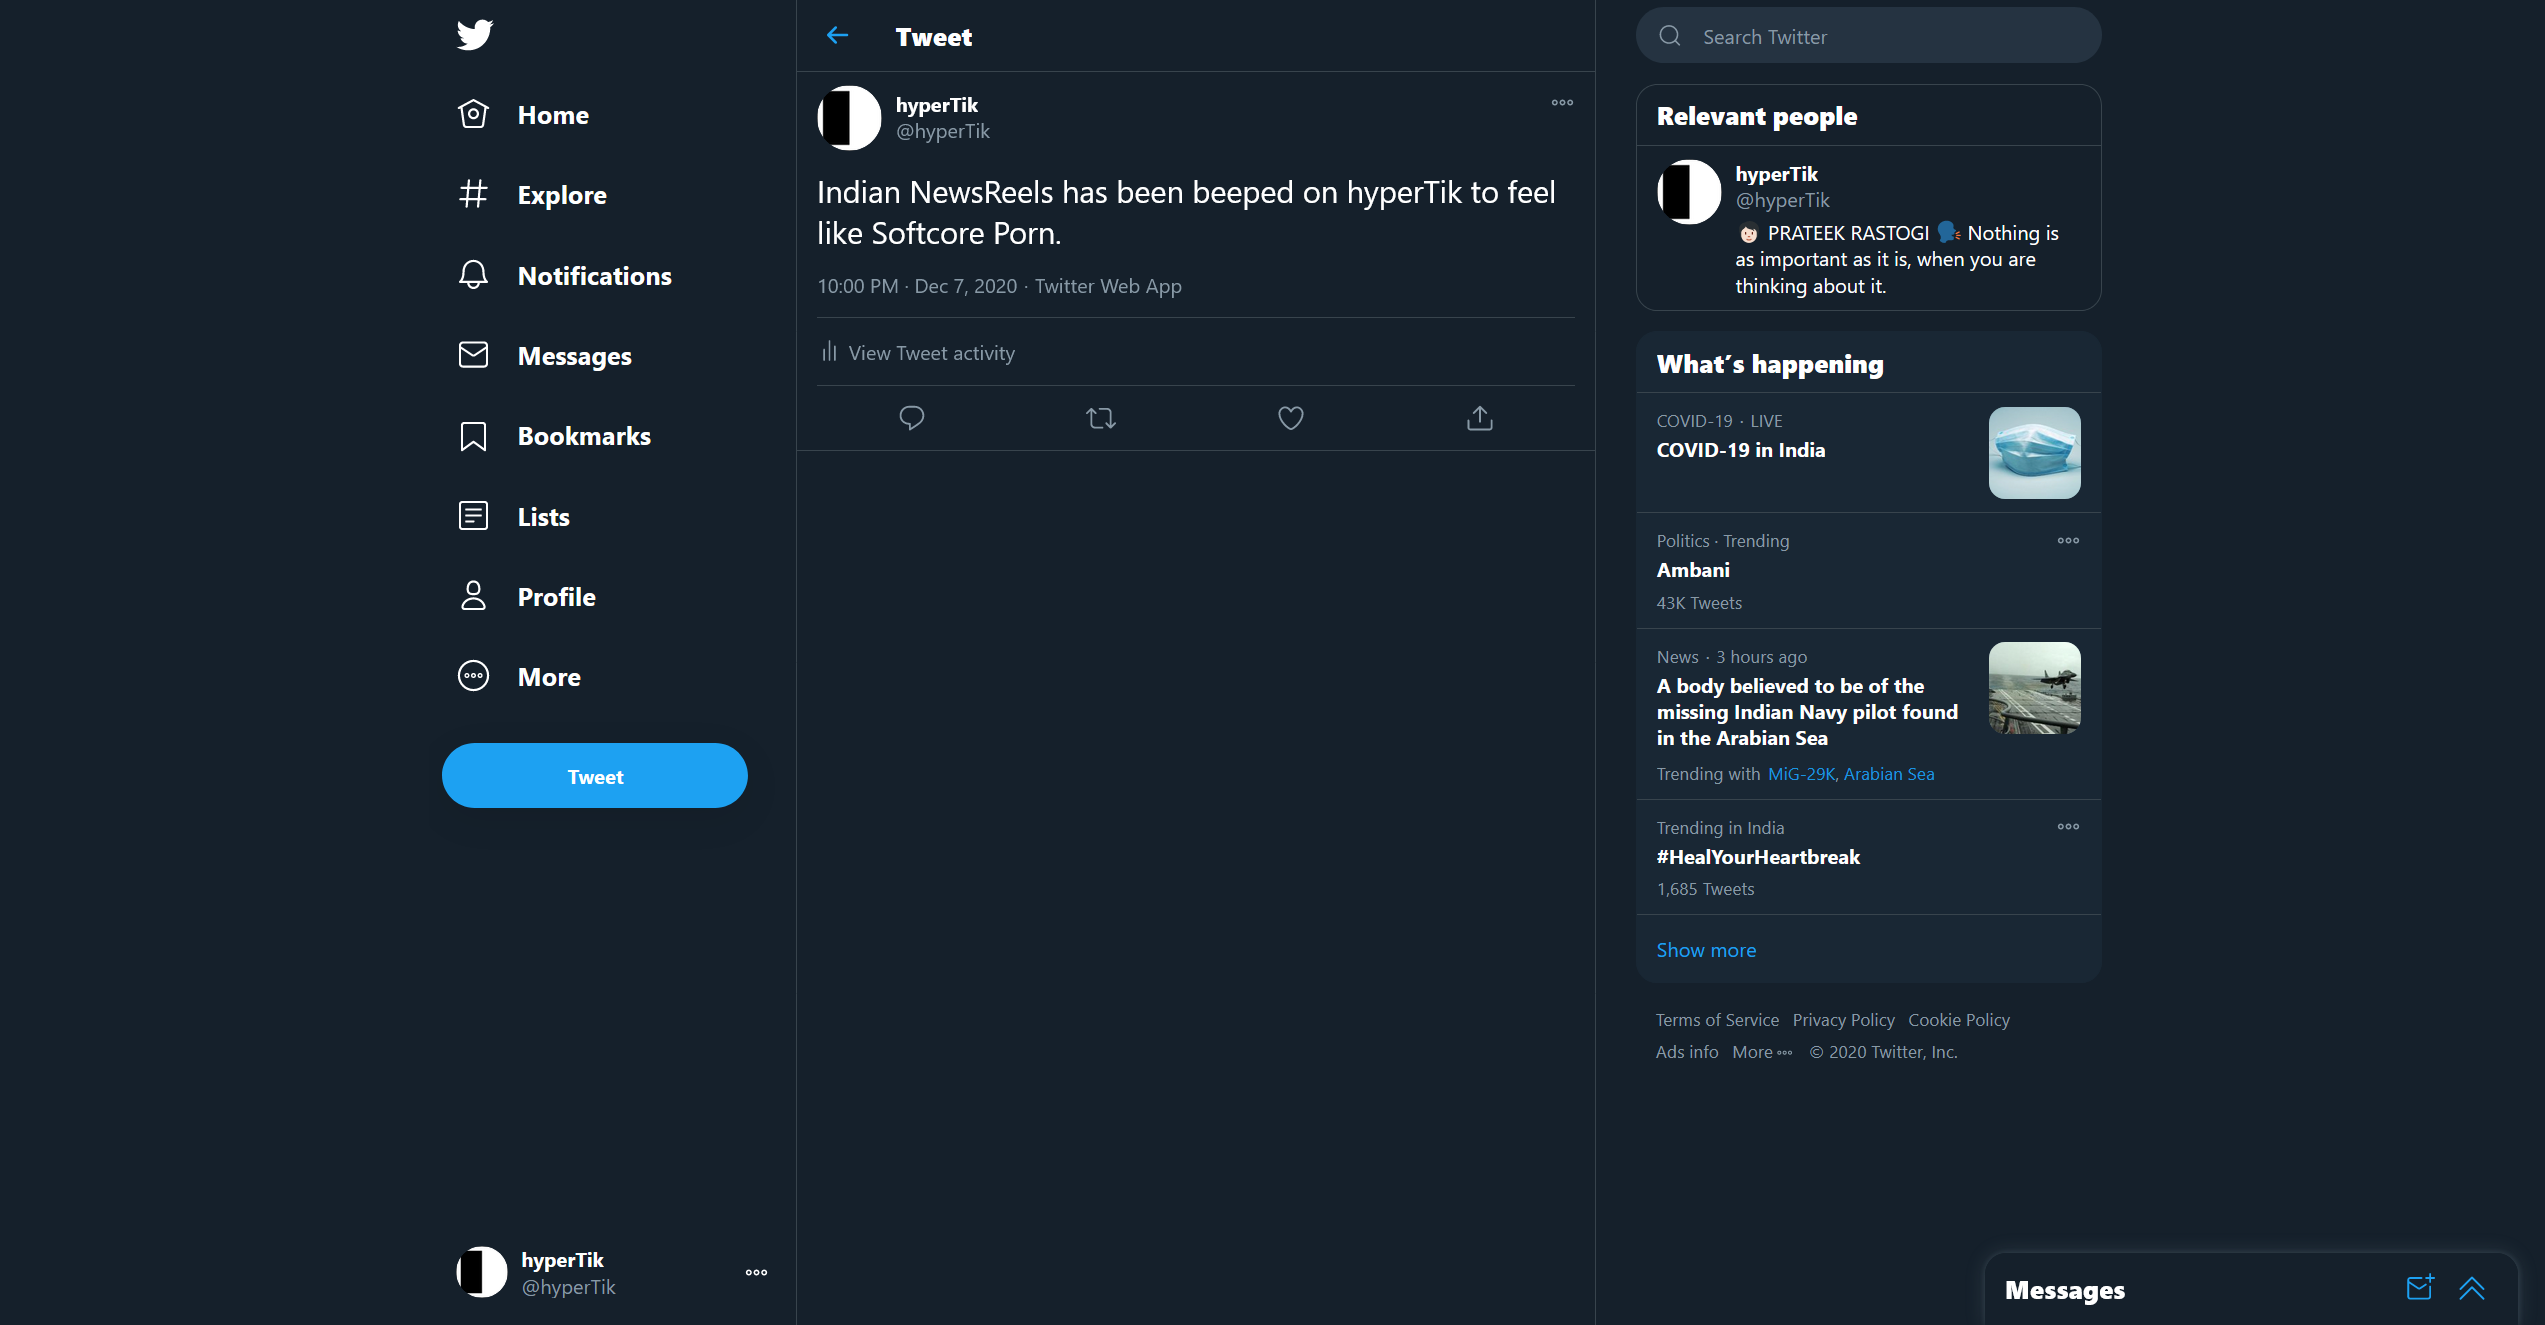 Home
Explore
Notifications
Messages
Bookmarks
Lists
Profile
More
Tweet
hyperTik
@hyperTik
Tweet
hyperTik
@hyperTik
Indian NewsReels has been beeped on hyperTik to feel
like Softcore Porn.
10:00 PM · Dec 7, 2020 · Twitter Web App
View Tweet activity
Search Twitter
Relevant people
hyperTik
@hyperTik
PRATEEK RASTOGI Nothing is
as important as it is, when you are
thinking about it.
What's happening
COVID-19 · LIVE
COVID-19 in India
Politics · Trending
Ambani
43K Tweets
News · 3 hours ago
A body believed to be of the
missing Indian Navy pilot found
in the Arabian Sea
Trending with MiG-29K, Arabian Sea
Trending in India
#HealYourHeartbreak
1,685 Tweets
Show more
Terms of Service Privacy Policy Cookie Policy
Ads info More © 2020 Twitter, Inc.
Messages